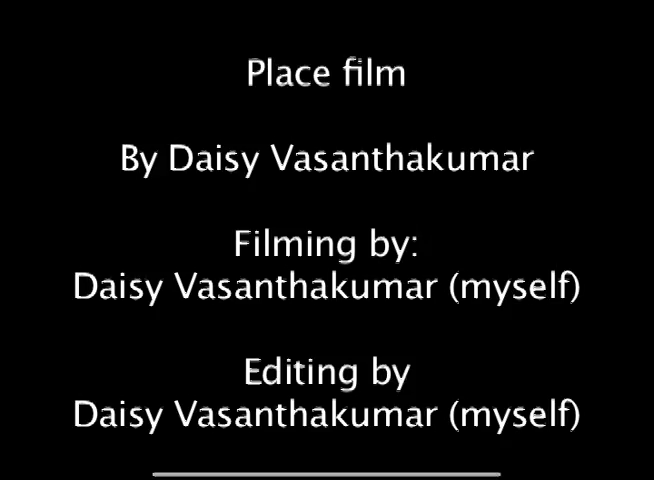 Place film
By Daisy Vasanthakumar
Filming by:
Daisy Vasanthakumar (myself)
Editing by
Daisy Vasanthakumar (myself)